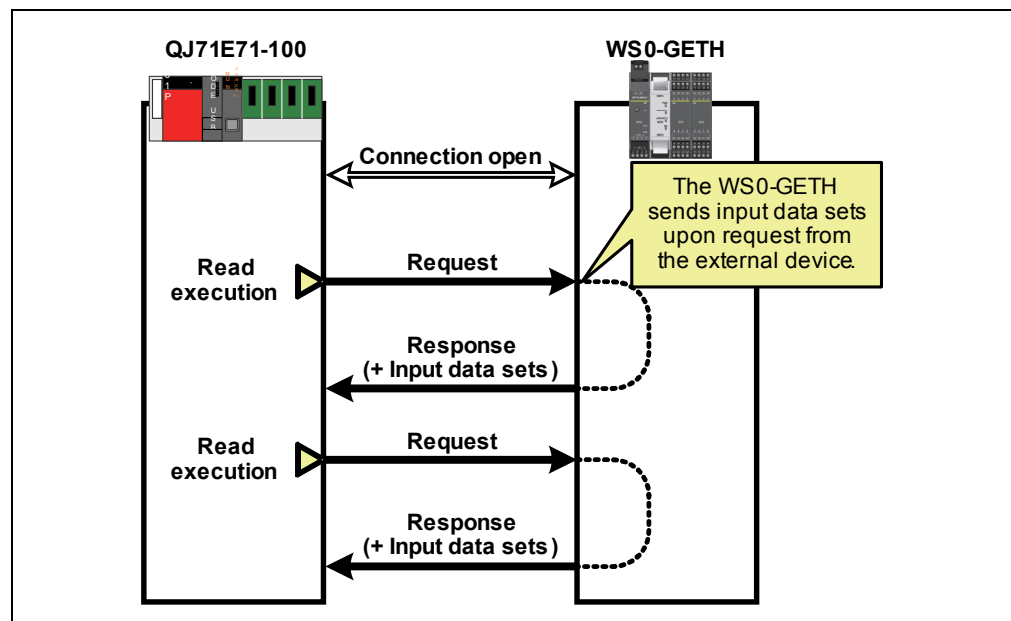 QJ71E71-100
WS0-GETH
Connection open
The WS0-GETH
sends input data sets
upon request from
the external device.
Read
execution
Request
Response
(+ Input data sets)
Read
execution
Request
Response
(+ Input data sets)